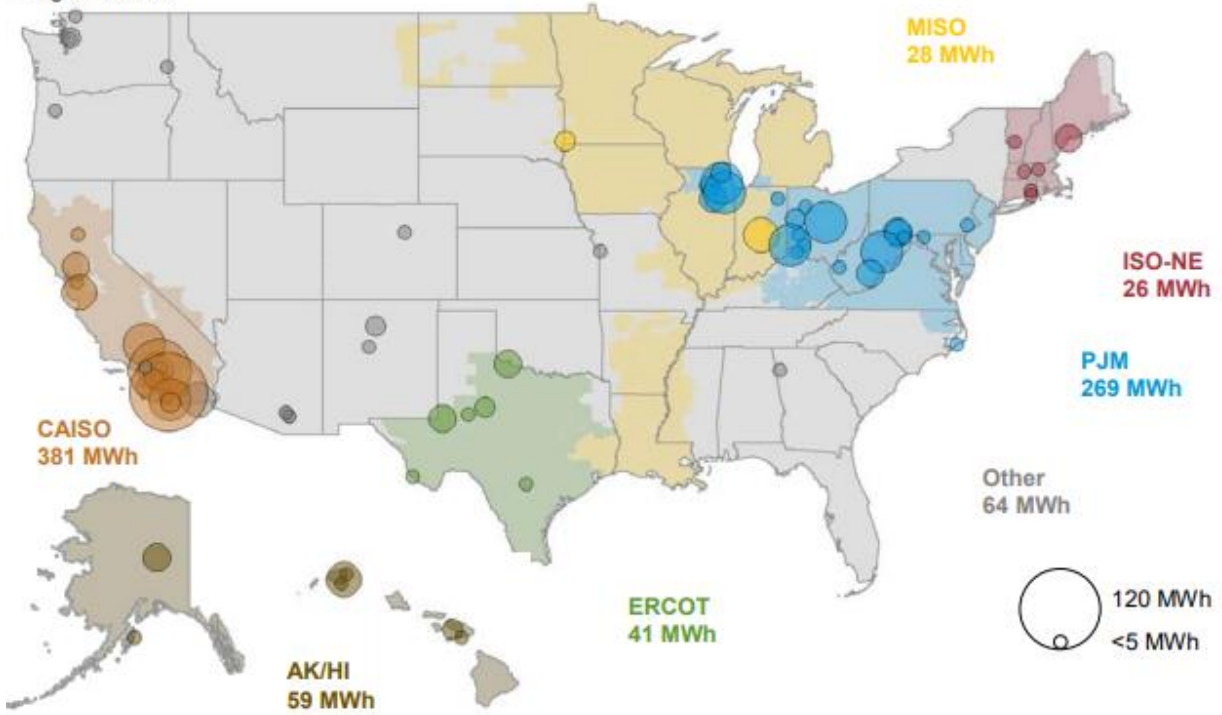 MISO
28 MWh
ISO-NE
26 MWh
PJM
269 MWh
CAISO
381 MWh
Other
64 MWh
ERCOT
41 MWh
120 MWh
<5 MWh
AK/HI
59 MWh